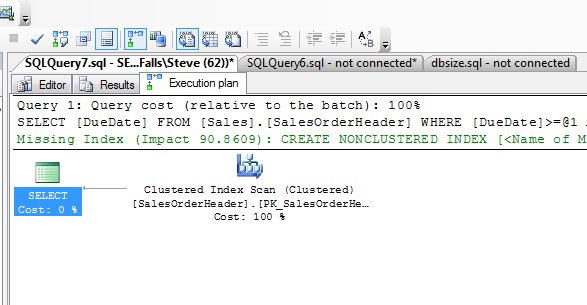 SQLQuery7.sql - SE...Falls\Steve (62))* SQLQuery6.sql - not connected* dbsize.sql - not connected
Editor Results Execution plan
Query 1: Query cost (relative to the batch): 100%
SELECT [DueDate] FROM [Sales].[SalesOrderHeader] WHERE [DueDate]>=@1
Missing Index (Impact 90.8609): CREATE NONCLUSTERED INDEX [<Name of M
SELECT
Cost: 0 %
Clustered Index Scan (Clustered)
[SalesOrderHeader].[PK_SalesOrderHe…
Cost: 100 %